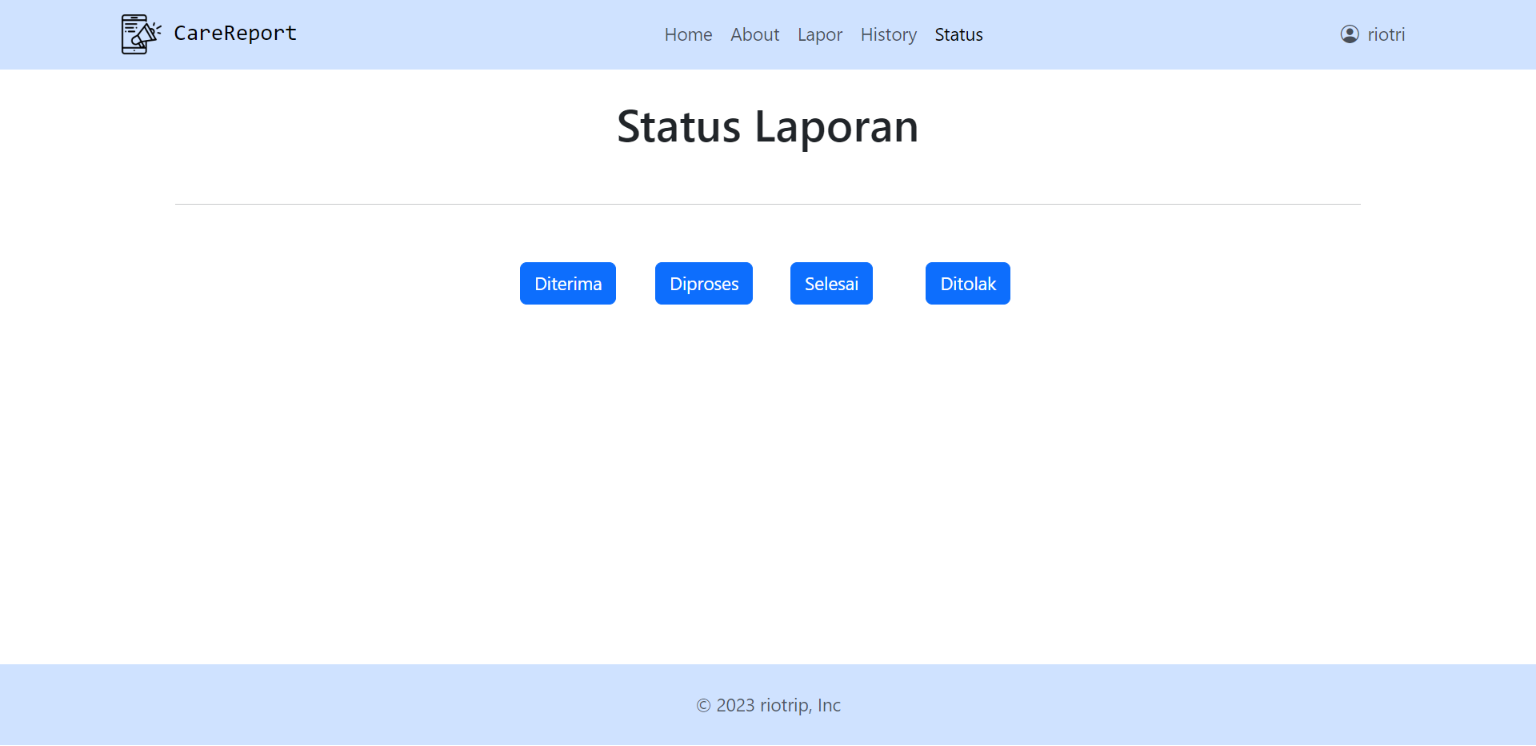 CareReport Home About Lapor History Status riotri
Status Laporan
Diterima Diproses Selesai Ditolak
© 2023 riotrip, Inc